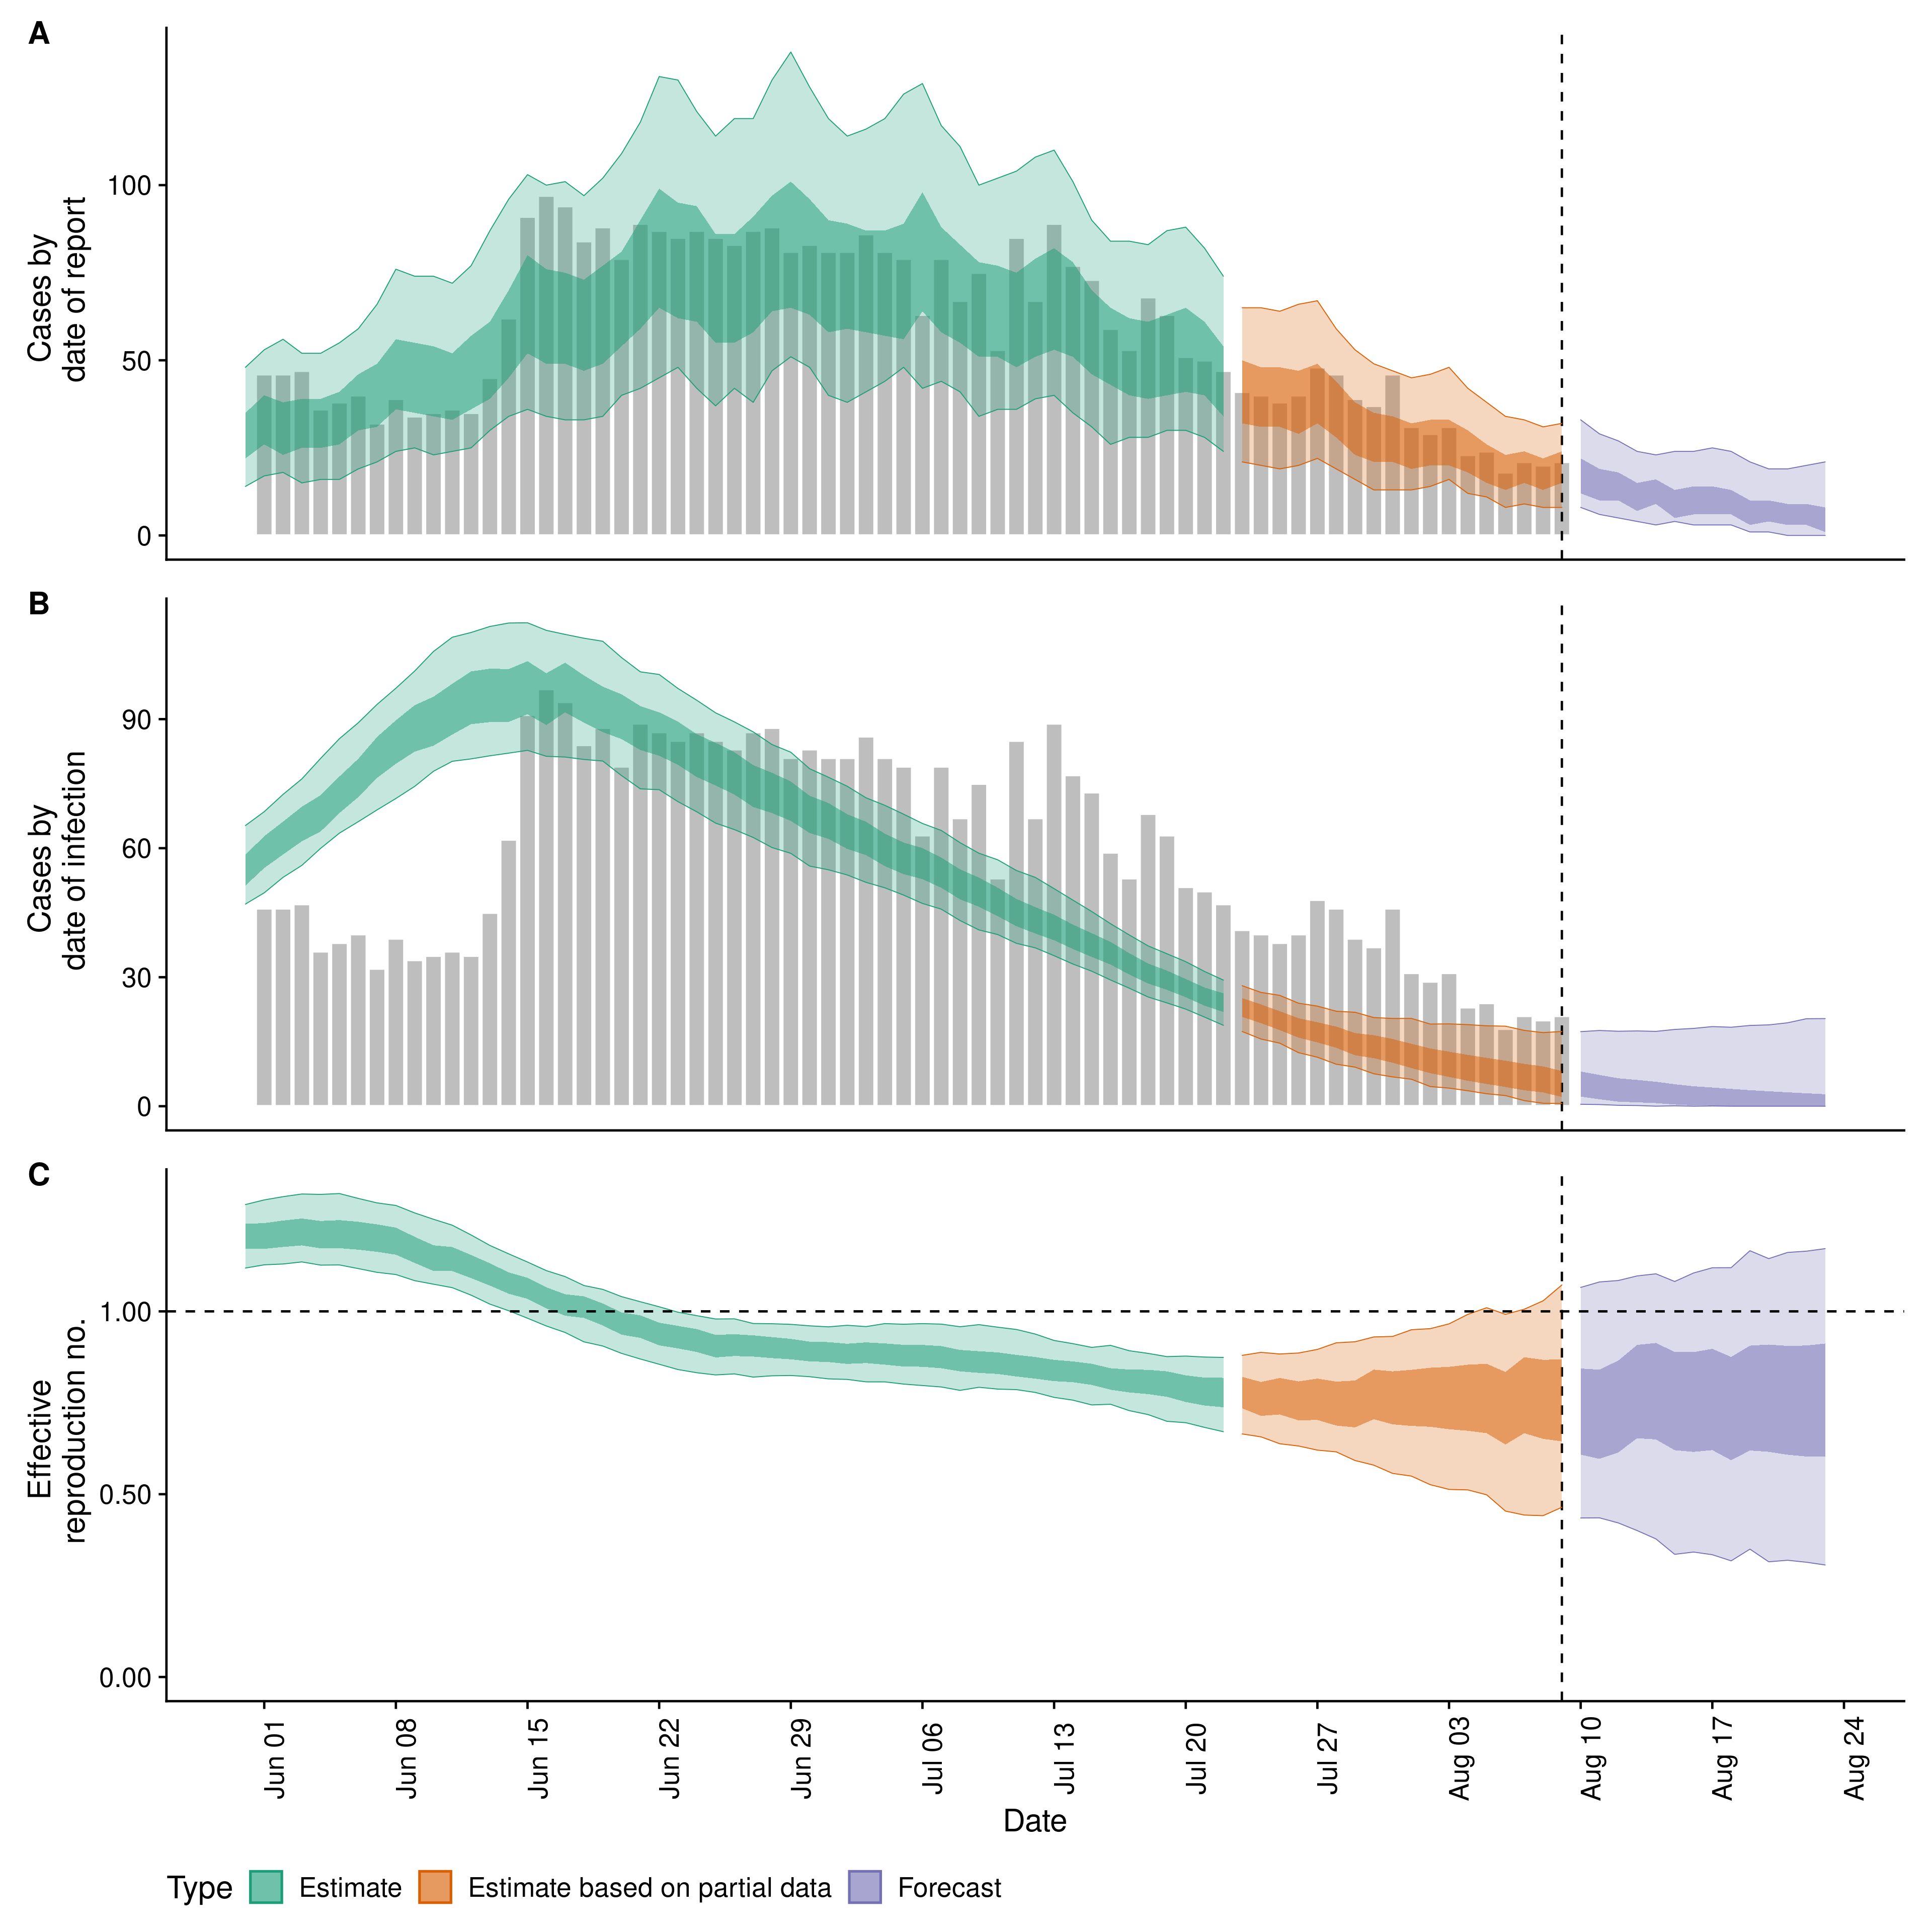 A
Cases by
date of report
100
50
0
B
Cases by
date of infection
90
60
30
0
C
Effective
reproduction no.
1.00
0.50
0.00
Jun 01
Jun 08
Jun 15
Jun 22
Jun 29
Jul 06
Jul 13
Jul 20
Jul 27
Aug 03
Aug 10
Aug 17
Aug 24
Date
Type Estimate Estimate based on partial data Forecast